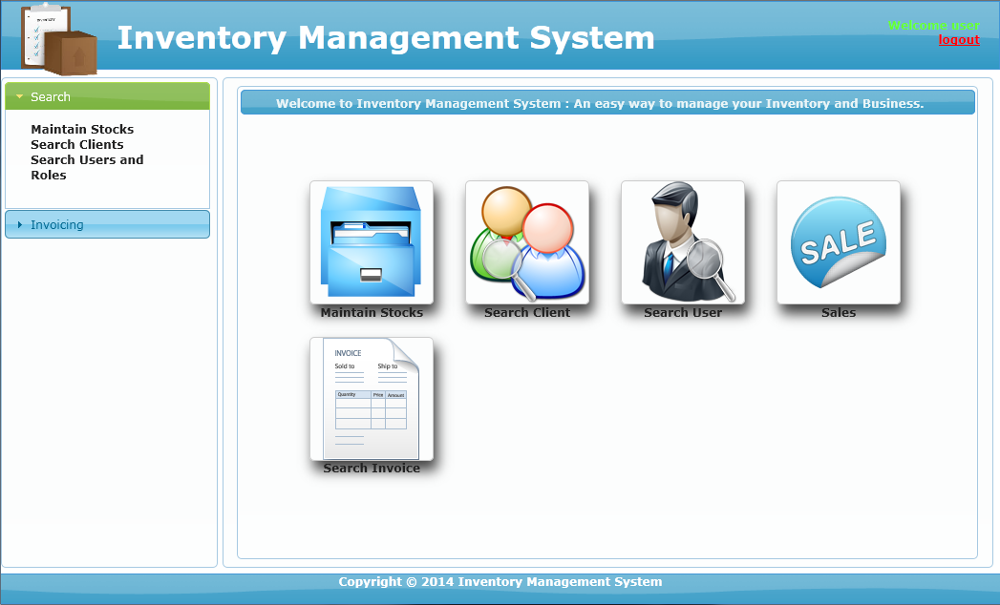 Inventory
Inventory Management System
Welcome user
logout
Search
Maintain Stocks
Search Clients
Search Users and
Roles
Invoicing
Welcome to Inventory Management System : An easy way to manage your Inventory and Business.
SALE
Maintain Stocks
Search Client
Search User
Sales
INVOICE
Sold to
Ship to
Quantity
Price
Amount
Search Invoice
Copyright © 2014 Inventory Management System